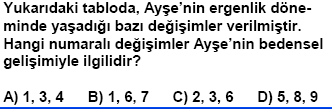 Yukarıdaki tabloda, Ayşe'nin ergenlik döne-
minde yaşadığı bazı değişimler verilmiştir.
Hangi numaralı değişimler Ayşe'nin bedensel
gelişimiyle ilgilidir?
A) 1, 3, 4 B) 1, 6, 7 C) 2, 3, 6 D) 5, 8, 9